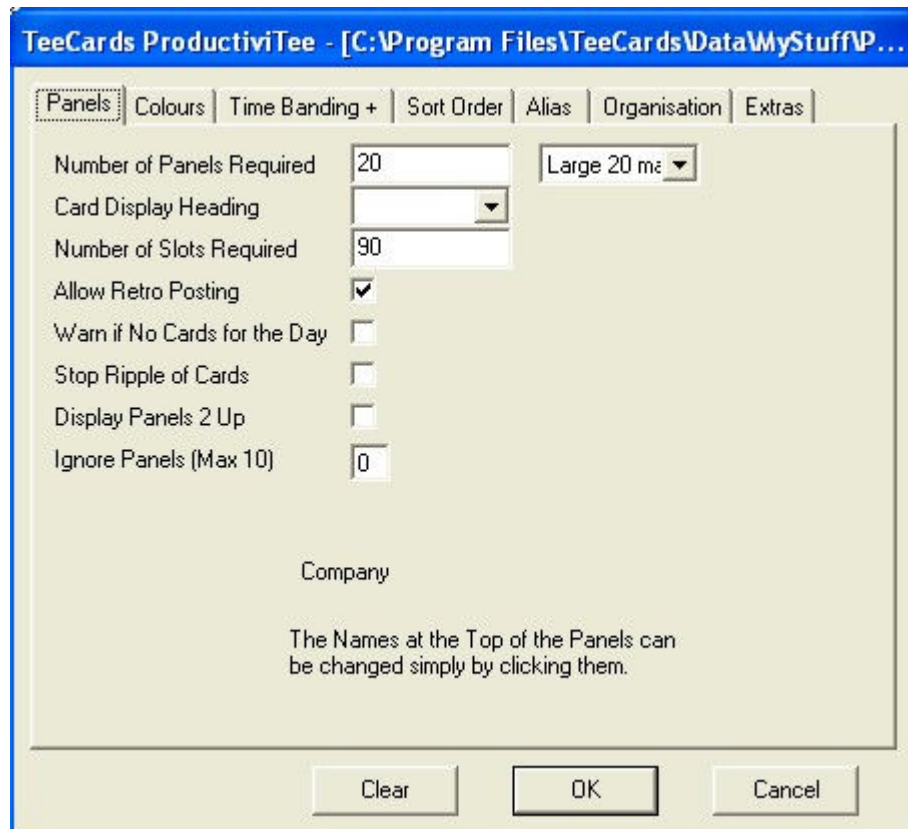 TeeCards ProductiviTee - [C:\Program Files\TeeCards\Data\MyStuff\P...
Panels Colours Time Banding + Sort Order Alias Organisation Extras
Number of Panels Required 20 Large 20 ma
Card Display Heading
Number of Slots Required 90
Allow Retro Posting
Warn if No Cards for the Day
Stop Ripple of Cards
Display Panels 2 Up
Ignore Panels (Max 10) 0
Company
The Names at the Top of the Panels can
be changed simply by clicking them.
Clear OK Cancel